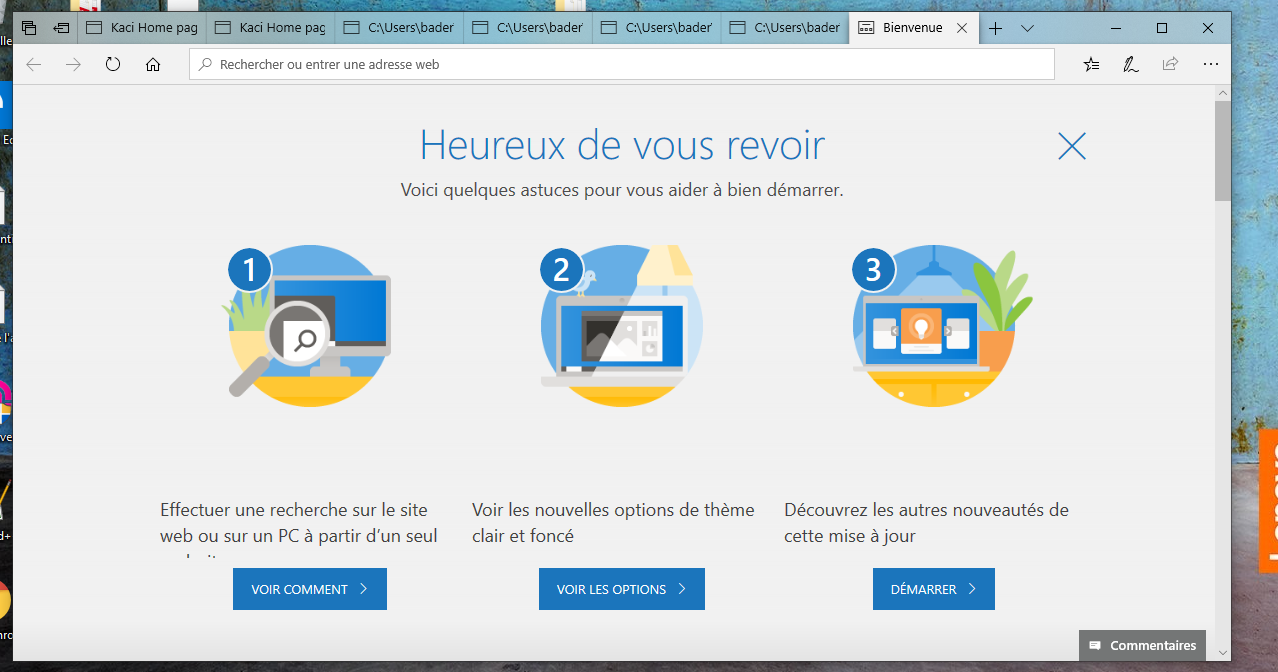 Kaci Home pag
Kaci Home pag
C:\Users\bader\
C:\Users\bader\
C:\Users\bader\
C:\Users\bader
Bienvenue
Rechercher ou entrer une adresse web
Heureux de vous revoir
Voici quelques astuces pour vous aider à bien démarrer.
1
2
3
Effectuer une recherche sur le site
web ou sur un PC à partir d’un seul
Voir les nouvelles options de thème
clair et foncé
Découvrez les autres nouveautés de
cette mise à jour
VOIR COMMENT
VOIR LES OPTIONS
DÉMARRER
Commentaires